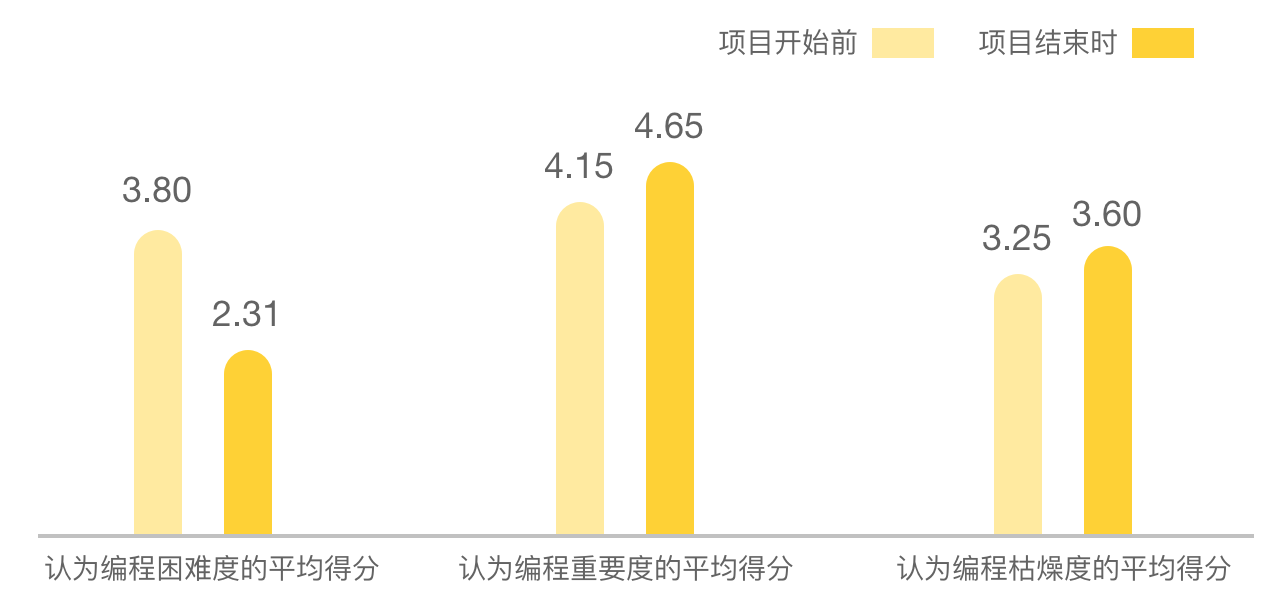 项目开始前 项目结束时
3.80 2.31 4.15 4.65 3.25 3.60
认为编程困难度的平均得分 认为编程重要度的平均得分 认为编程枯燥度的平均得分